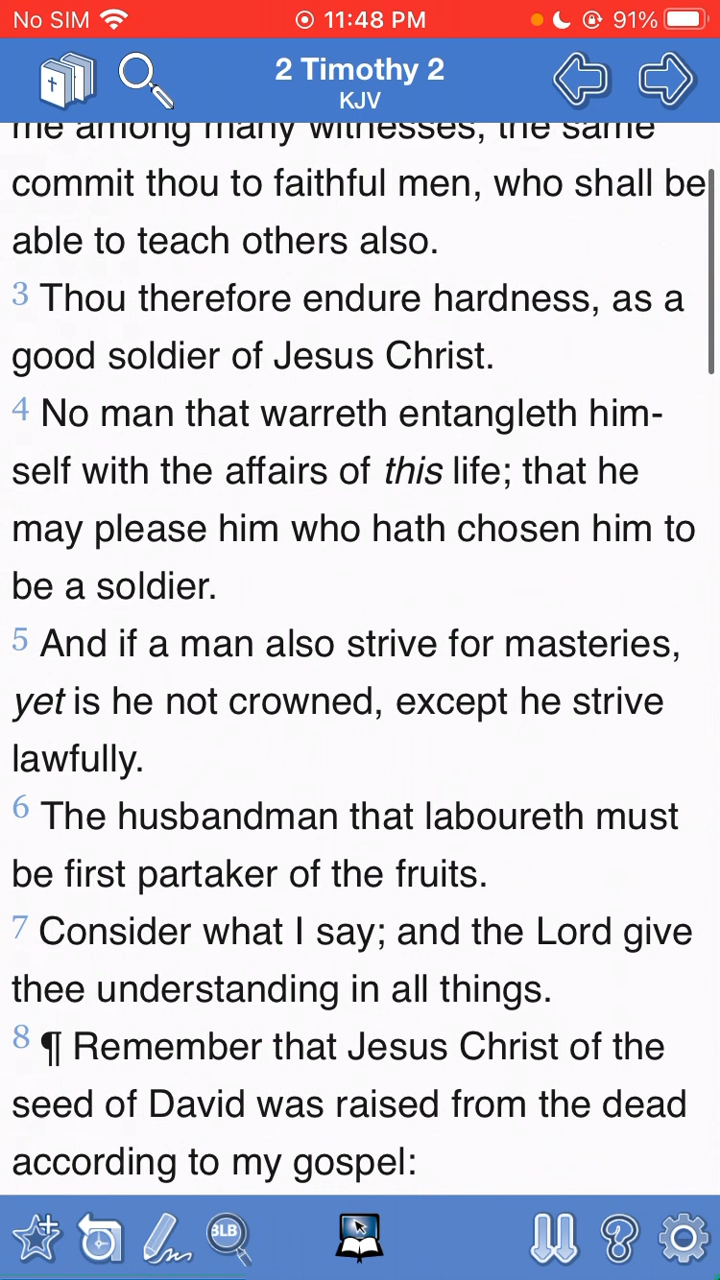 No SIM 11:48 PM 91%
2 Timothy 2
KJV
me among many witnesses, the same
commit thou to faithful men, who shall be
able to teach others also.
3 Thou therefore endure hardness, as a
good soldier of Jesus Christ.
4 No man that warreth entangleth him-
self with the affairs of this life; that he
may please him who hath chosen him to
be a soldier.
5 And if a man also strive for masteries,
yet is he not crowned, except he strive
lawfully.
6 The husbandman that laboureth must
be first partaker of the fruits.
7 Consider what I say; and the Lord give
thee understanding in all things.
8 ¶ Remember that Jesus Christ of the
seed of David was raised from the dead
according to my gospel:
BLB